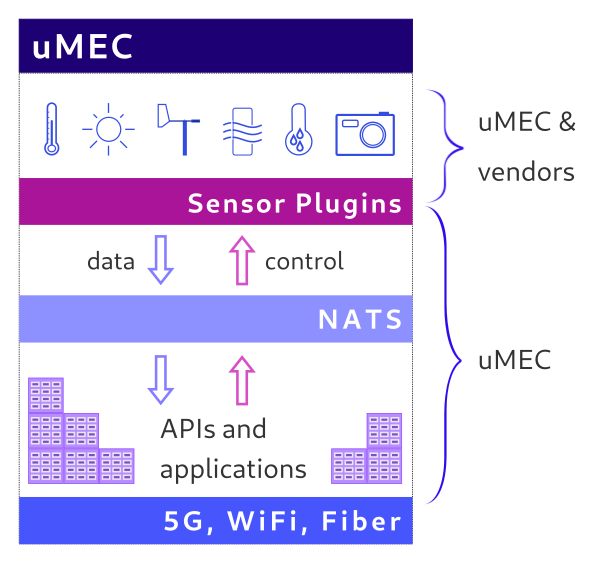 uMEC
uMEC &
vendors
Sensor Plugins
data
control
NATS
uMEC
APIs and
applications
5G, WiFi, Fiber